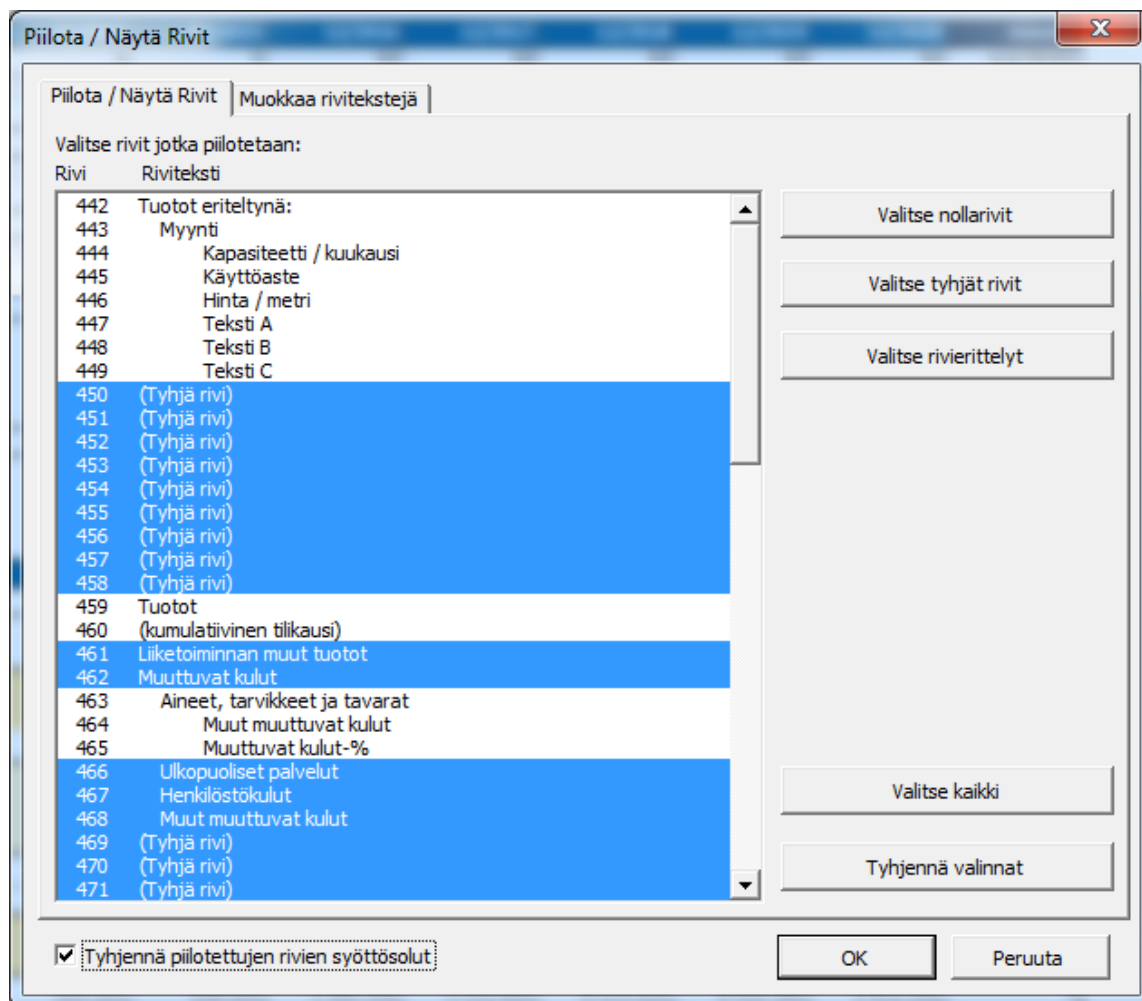 Piilota / Näytä Rivit
Piilota / Näytä Rivit Muokkaa rivitekstejä
Valitse rivit jotka piilotetaan:
Rivi Riviteksti
442 Tuotot eriteltynä:
443 Myynti
444 Kapasiteetti / kuukausi
445 Käyttöaste
446 Hinta / metri
447 Teksti A
448 Teksti B
449 Teksti C
450 (Tyhjä rivi)
451 (Tyhjä rivi)
452 (Tyhjä rivi)
453 (Tyhjä rivi)
454 (Tyhjä rivi)
455 (Tyhjä rivi)
456 (Tyhjä rivi)
457 (Tyhjä rivi)
458 (Tyhjä rivi)
459 Tuotot
460 (kumulatiivinen tilikausi)
461 Liiketoiminnan muut tuotot
462 Muuttuvat kulut
463 Aineet, tarvikkeet ja tavarat
464 Muut muuttuvat kulut
465 Muuttuvat kulut-%
466 Ulkopuoliset palvelut
467 Henkilöstökulut
468 Muut muuttuvat kulut
469 (Tyhjä rivi)
470 (Tyhjä rivi)
471 (Tyhjä rivi)
Valitse nollarivit
Valitse tyhjät rivit
Valitse rivierittelyt
Valitse kaikki
Tyhjennä valinnat
Tyhjennä piilotettujen rivien syöttösolut
OK
Peruuta